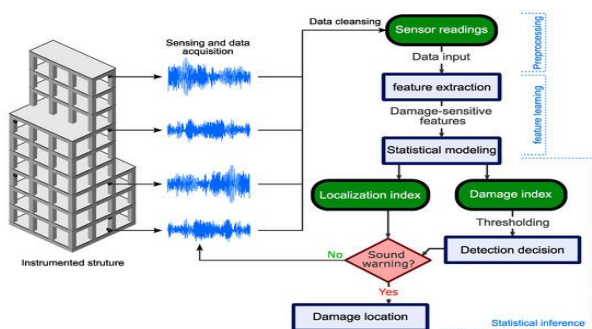 Sensing and data
acquisition
Data cleansing
Sensor readings
Preprocessing
Data input
feature extraction
Damage-sensitive
features
feature learning
Statistical modeling
Localization index
Damage index
Thresholding
No
Sound
warning?
Detection decision
Instrumented struture
Yes
Damage location
Statistical inference